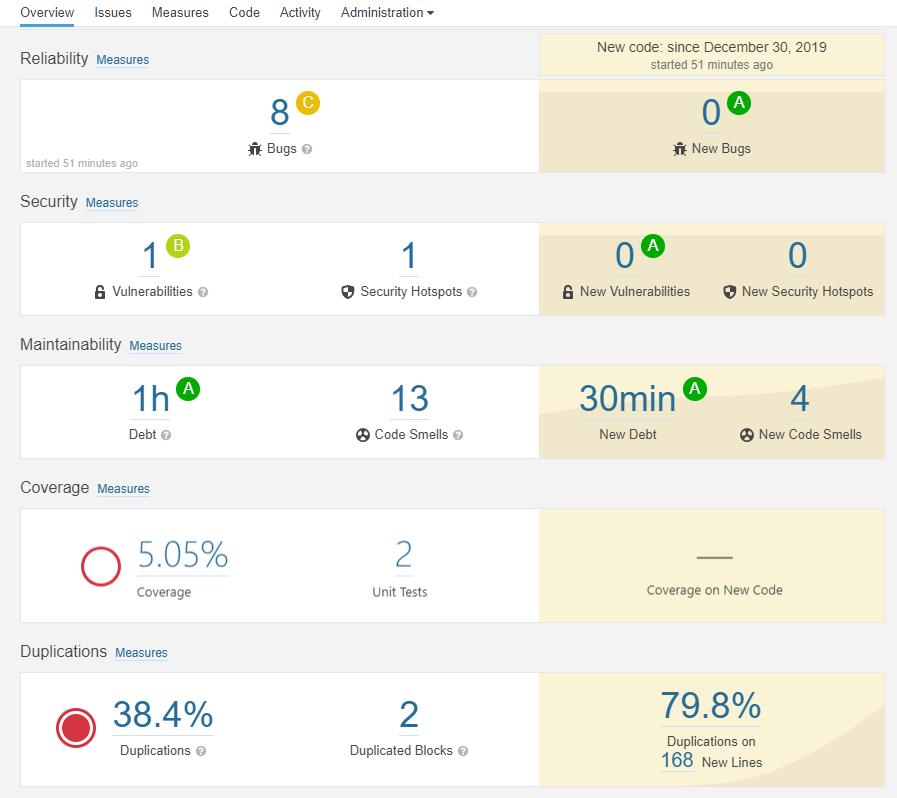 Overview Issues Measures Code Activity Administration
New code: since December 30, 2019
started 51 minutes ago
Reliability Measures
8 C
Bugs ?
started 51 minutes ago
0 A
New Bugs
Security Measures
1 B
Vulnerabilities ?
1
Security Hotspots ?
0 A
New Vulnerabilities
0
New Security Hotspots
Maintainability Measures
1h A
Debt ?
13
Code Smells ?
30min A
New Debt
4
New Code Smells
Coverage Measures
5.05%
Coverage
2
Unit Tests
Coverage on New Code
Duplications Measures
38.4%
Duplications ?
2
Duplicated Blocks ?
79.8%
Duplications on
168 New Lines